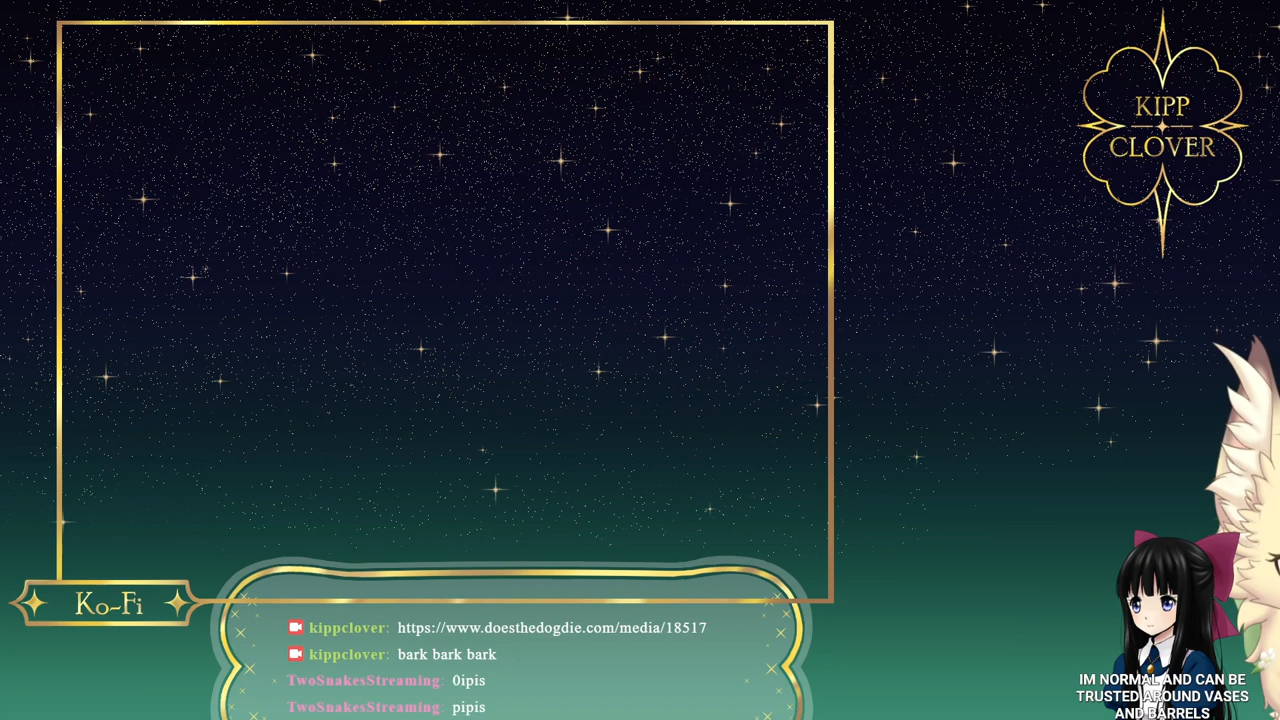 KIPP
CLOVER
Ko-Fi
kippclover: https://www.doesthedogdie.com/media/18517
kippclover: bark bark bark
TwoSnakesStreaming: 0ipis
TwoSnakesStreaming: pipis
IM NORMAL AND CAN BE
TRUSTED AROUND VASES
AND BARRELS